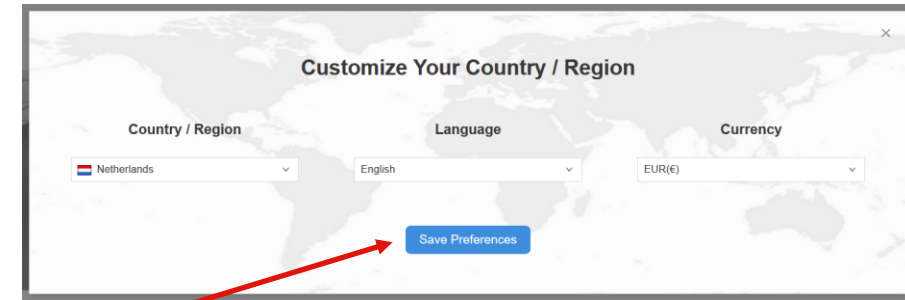 Customize Your Country / Region
Country / Region
Language
Currency
Netherlands
English
EUR(€)
Save Preferences